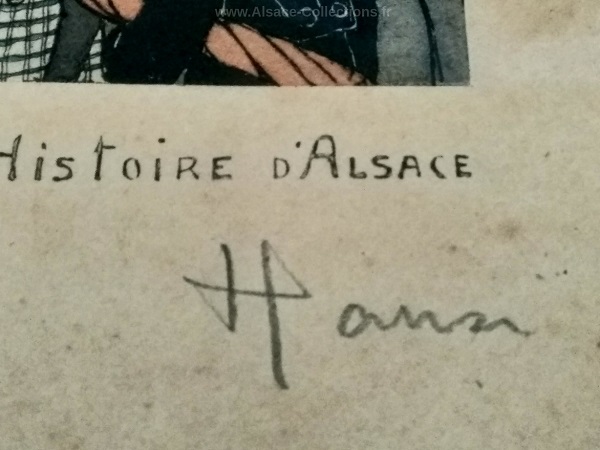 www.Alsace-Collections.fr
Histoire d'Alsace
Hansi